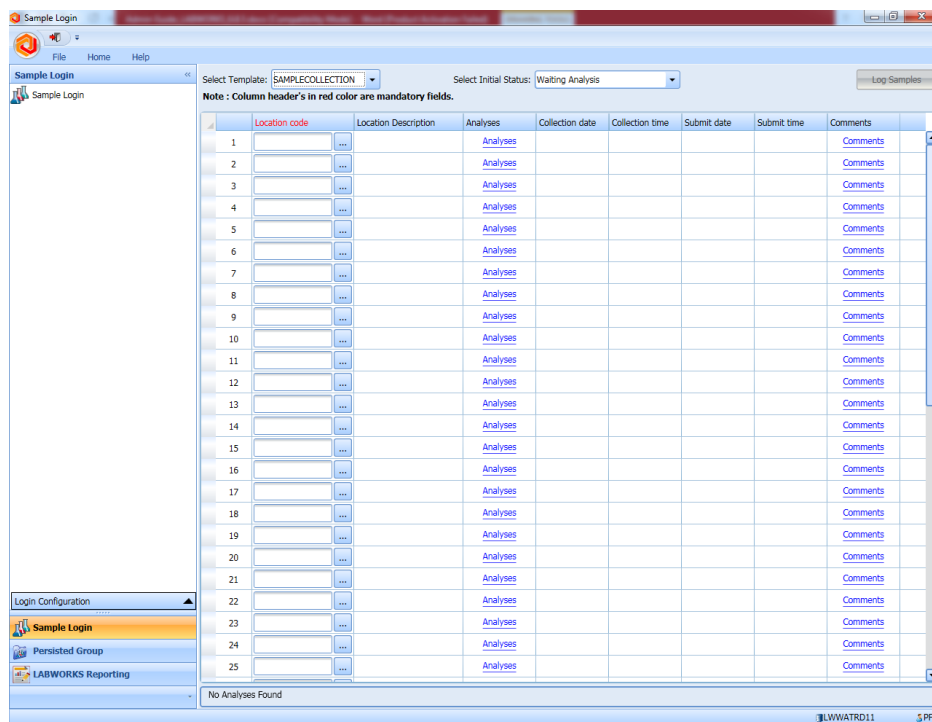 Sample Login
File Home Help
Sample Login «
Sample Login
Select Template: SAMPLECOLLECTION Select Initial Status: Waiting Analysis Log Samples
Note : Column header's in red color are mandatory fields.
Location code Location Description Analyses Collection date Collection time Submit date Submit time Comments
1 ... Analyses Comments
2 ... Analyses Comments
3 ... Analyses Comments
4 ... Analyses Comments
5 ... Analyses Comments
6 ... Analyses Comments
7 ... Analyses Comments
8 ... Analyses Comments
9 ... Analyses Comments
10 ... Analyses Comments
11 ... Analyses Comments
12 ... Analyses Comments
13 ... Analyses Comments
14 ... Analyses Comments
15 ... Analyses Comments
16 ... Analyses Comments
17 ... Analyses Comments
18 ... Analyses Comments
19 ... Analyses Comments
20 ... Analyses Comments
21 ... Analyses Comments
22 ... Analyses Comments
23 ... Analyses Comments
24 ... Analyses Comments
25 ... Analyses Comments
Login Configuration
Sample Login
Persisted Group
LABWORKS Reporting
No Analyses Found
LWWATRD11